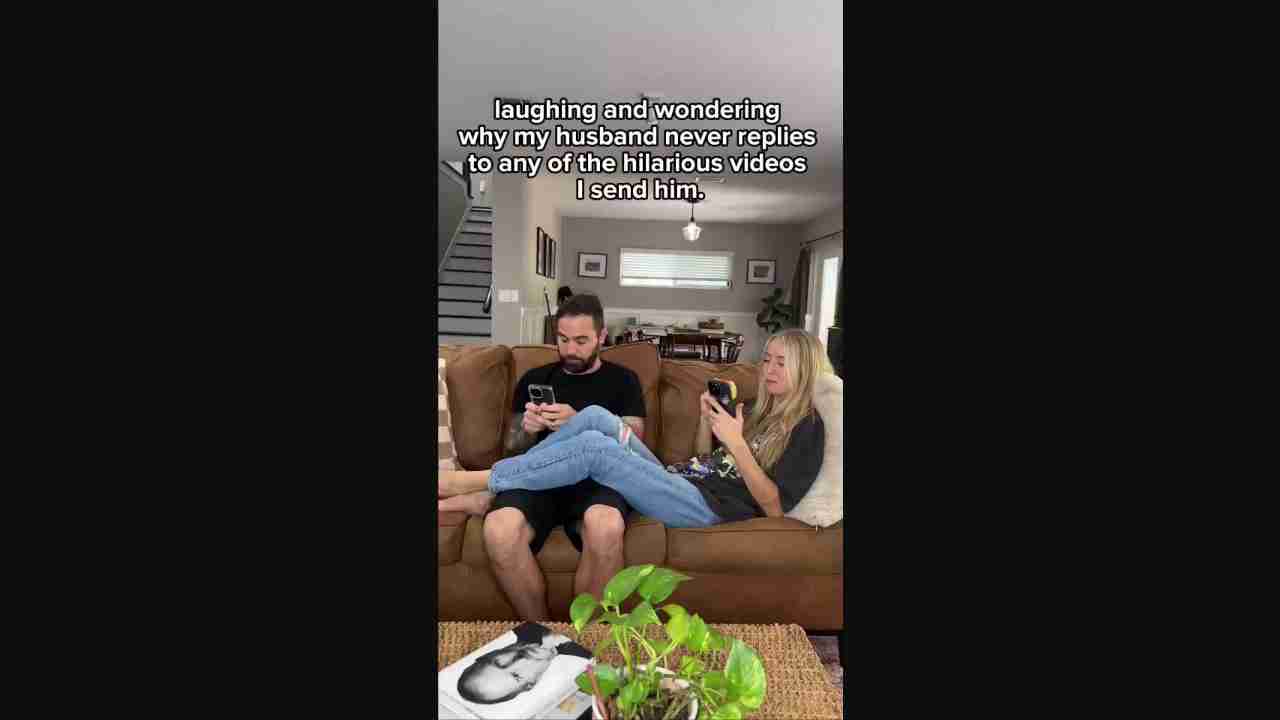 laughing and wondering
why my husband never replies
to any of the hilarious videos
I send him.